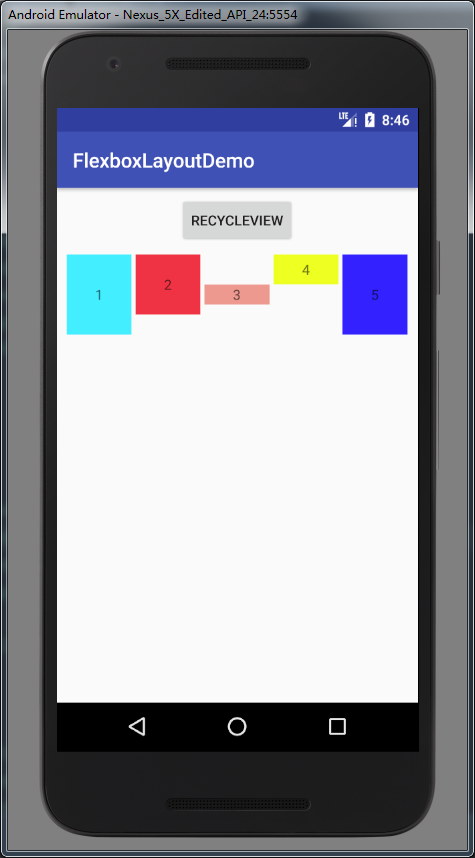 Android Emulator - Nexus_5X_Edited_API_24:5554
LTE 8:46
FlexboxLayoutDemo
RECYCLEVIEW
1 2 3 4 5